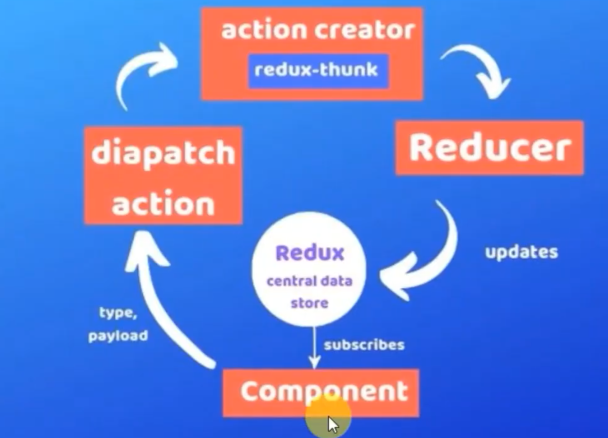 action creator
redux-thunk
Reducer
diapatch
action
Redux
central data
store
updates
type,
payload
subscribes
Component